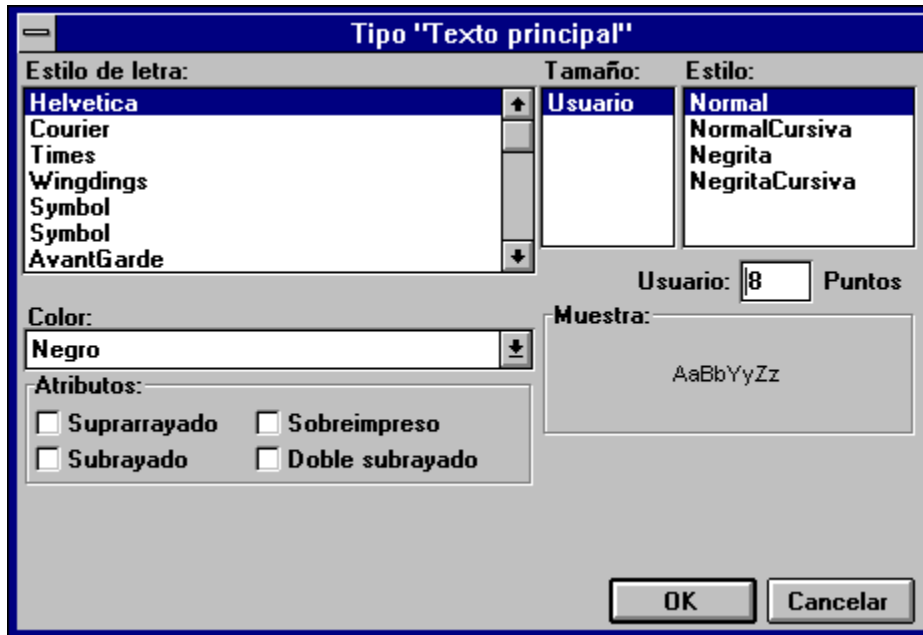 Tipo "Texto principal"
Estilo de letra:
Tamaño:
Estilo:
Helvetica
Courier
Times
Wingdings
Symbol
Symbol
AvantGarde
Usuario
Normal
NormalCursiva
Negrita
NegritaCursiva
Usuario: 8 Puntos
Color:
Negro
Muestra:
AaBbYyZz
Atributos:
Suprarrayado
Sobreimpreso
Subrayado
Doble subrayado
OK
Cancelar